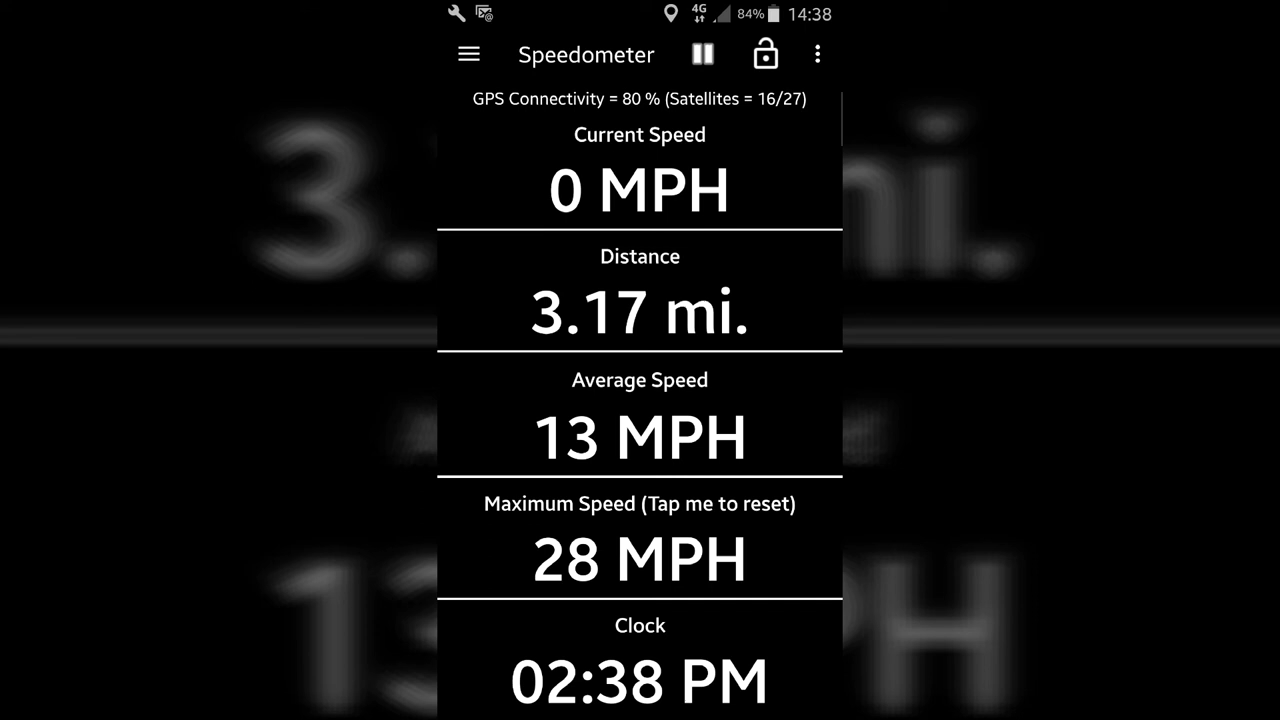 4G 84% 14:38
Speedometer
GPS Connectivity = 80 % (Satellites = 16/27)
Current Speed
0 MPH
Distance
3.17 mi.
Average Speed
13 MPH
Maximum Speed (Tap me to reset)
28 MPH
Clock
02:38 PM